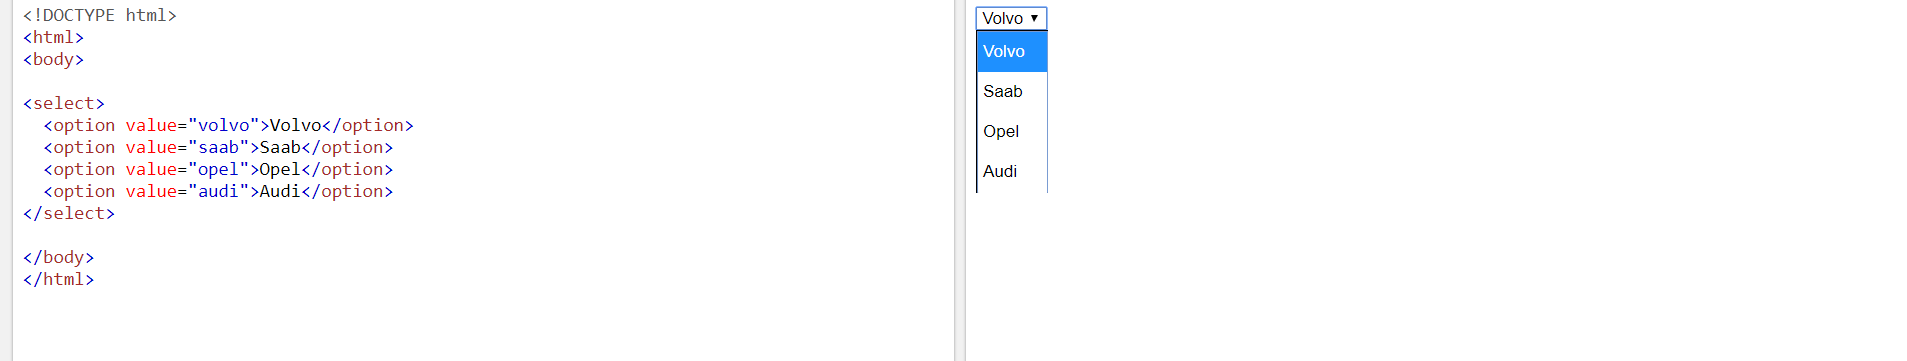 <!DOCTYPE html>
<html>
<body>
<select>
<option value="volvo">Volvo</option>
<option value="saab">Saab</option>
<option value="opel">Opel</option>
<option value="audi">Audi</option>
</select>
</body>
</html>
Volvo
Volvo
Saab
Opel
Audi